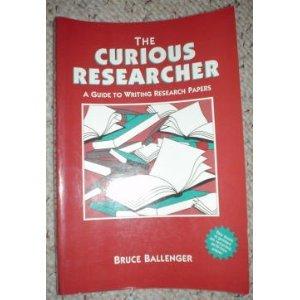 THE
CURIOUS
RESEARCHER
A GUIDE TO WRITING RESEARCH PAPERS
BRUCE BALLENGER